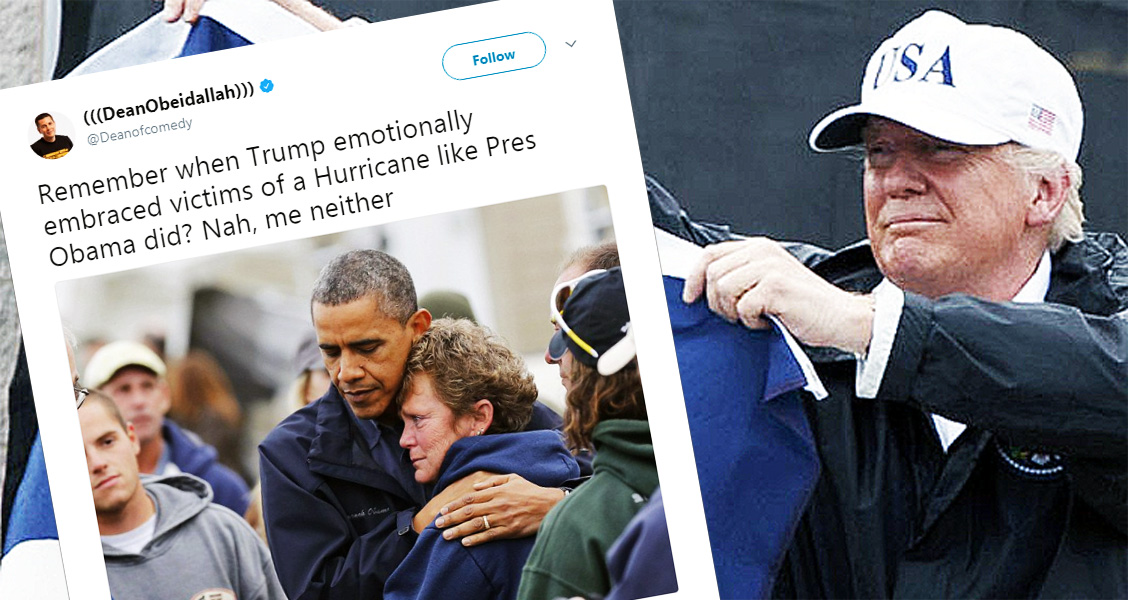 Follow
(((DeanObeidallah)))
@Deanofcomedy
Remember when Trump emotionally
embraced victims of a Hurricane like Pres
Obama did? Nah, me neither
USA